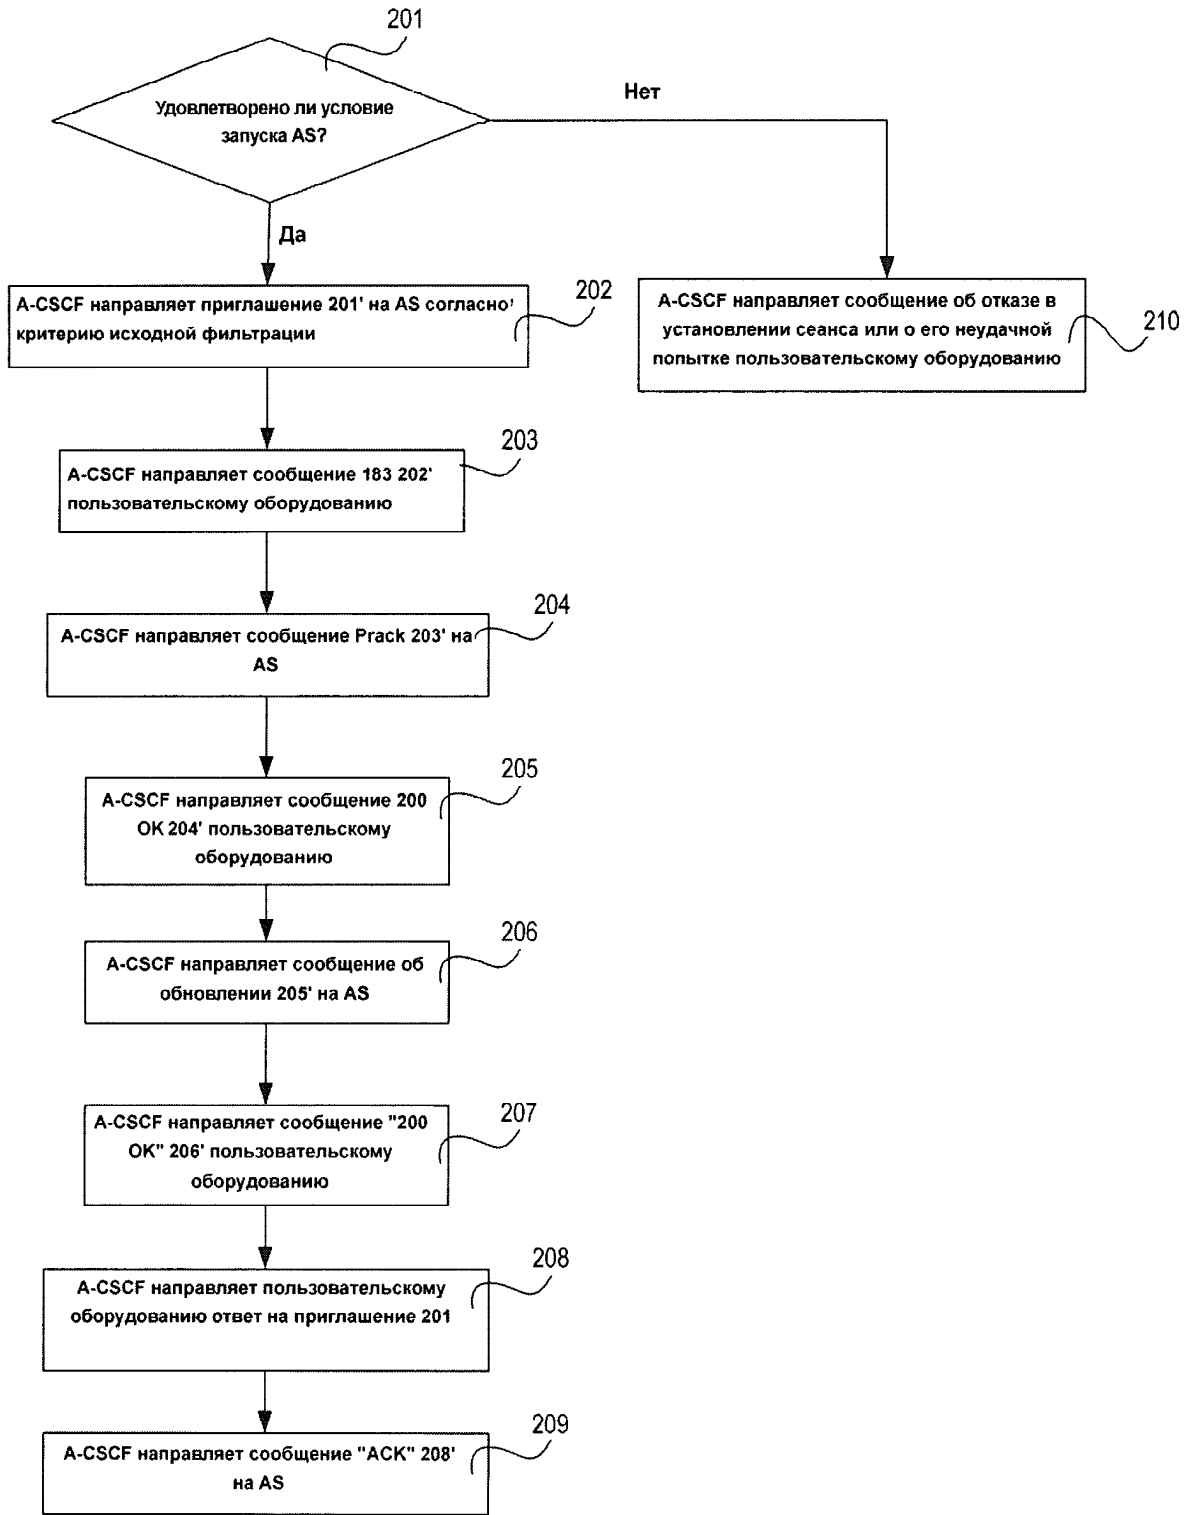 201
Удовлетворено ли условие
запуска AS?
Нет
Да
A-CSCF направляет приглашение 201' на AS согласно'
критерию исходной фильтрации
202
A-CSCF направляет сообщение об отказе в
установлении сеанса или о его неудачной
попытке пользовательскому оборудованию
210
203
A-CSCF направляет сообщение 183 202'
пользовательскому оборудованию
204
A-CSCF направляет сообщение Prack 203' на
AS
205
A-CSCF направляет сообщение 200
OK 204' пользовательскому
оборудованию
206
A-CSCF направляет сообщение об
обновлении 205' на AS
207
A-CSCF направляет сообщение "200
OK" 206' пользовательскому
оборудованию
208
A-CSCF направляет пользовательскому
оборудованию ответ на приглашение 201
209
A-CSCF направляет сообщение "ACK" 208'
на AS